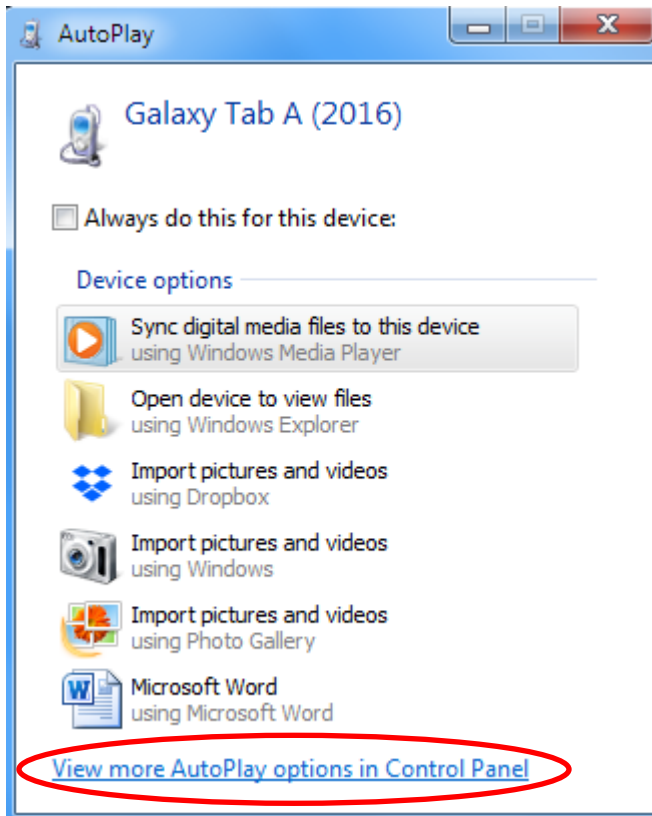 AutoPlay
Galaxy Tab A (2016)
Always do this for this device:
Device options
Sync digital media files to this device
using Windows Media Player
Open device to view files
using Windows Explorer
Import pictures and videos
using Dropbox
Import pictures and videos
using Windows
Import pictures and videos
using Photo Gallery
Microsoft Word
using Microsoft Word
View more AutoPlay options in Control Panel